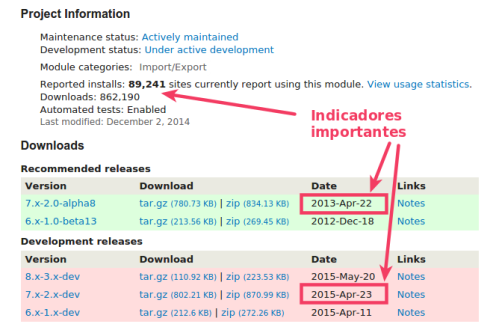 Project Information
Maintenance status: Actively maintained
Development status: Under active development
Module categories: Import/Export
Reported installs: 89,241 sites currently report using this module. View usage statistics.
Downloads: 862,190
Automated tests: Enabled
Last modified: December 2, 2014
Indicadores
importantes
Downloads
Recommended releases
Version Download Date Links
7.x-2.0-alpha8 tar.gz (780.73 KB) | zip (834.13 KB) 2013-Apr-22 Notes
6.x-1.0-beta13 tar.gz (213.56 KB) | zip (269.45 KB) 2012-Dec-18 Notes
Development releases
Version Download Date Links
8.x-3.x-dev tar.gz (110.92 KB) | zip (223.53 KB) 2015-May-20 Notes
7.x-2.x-dev tar.gz (802.21 KB) | zip (870.99 KB) 2015-Apr-23 Notes
6.x-1.x-dev tar.gz (212.6 KB) | zip (272.26 KB) 2015-Apr-11 Notes